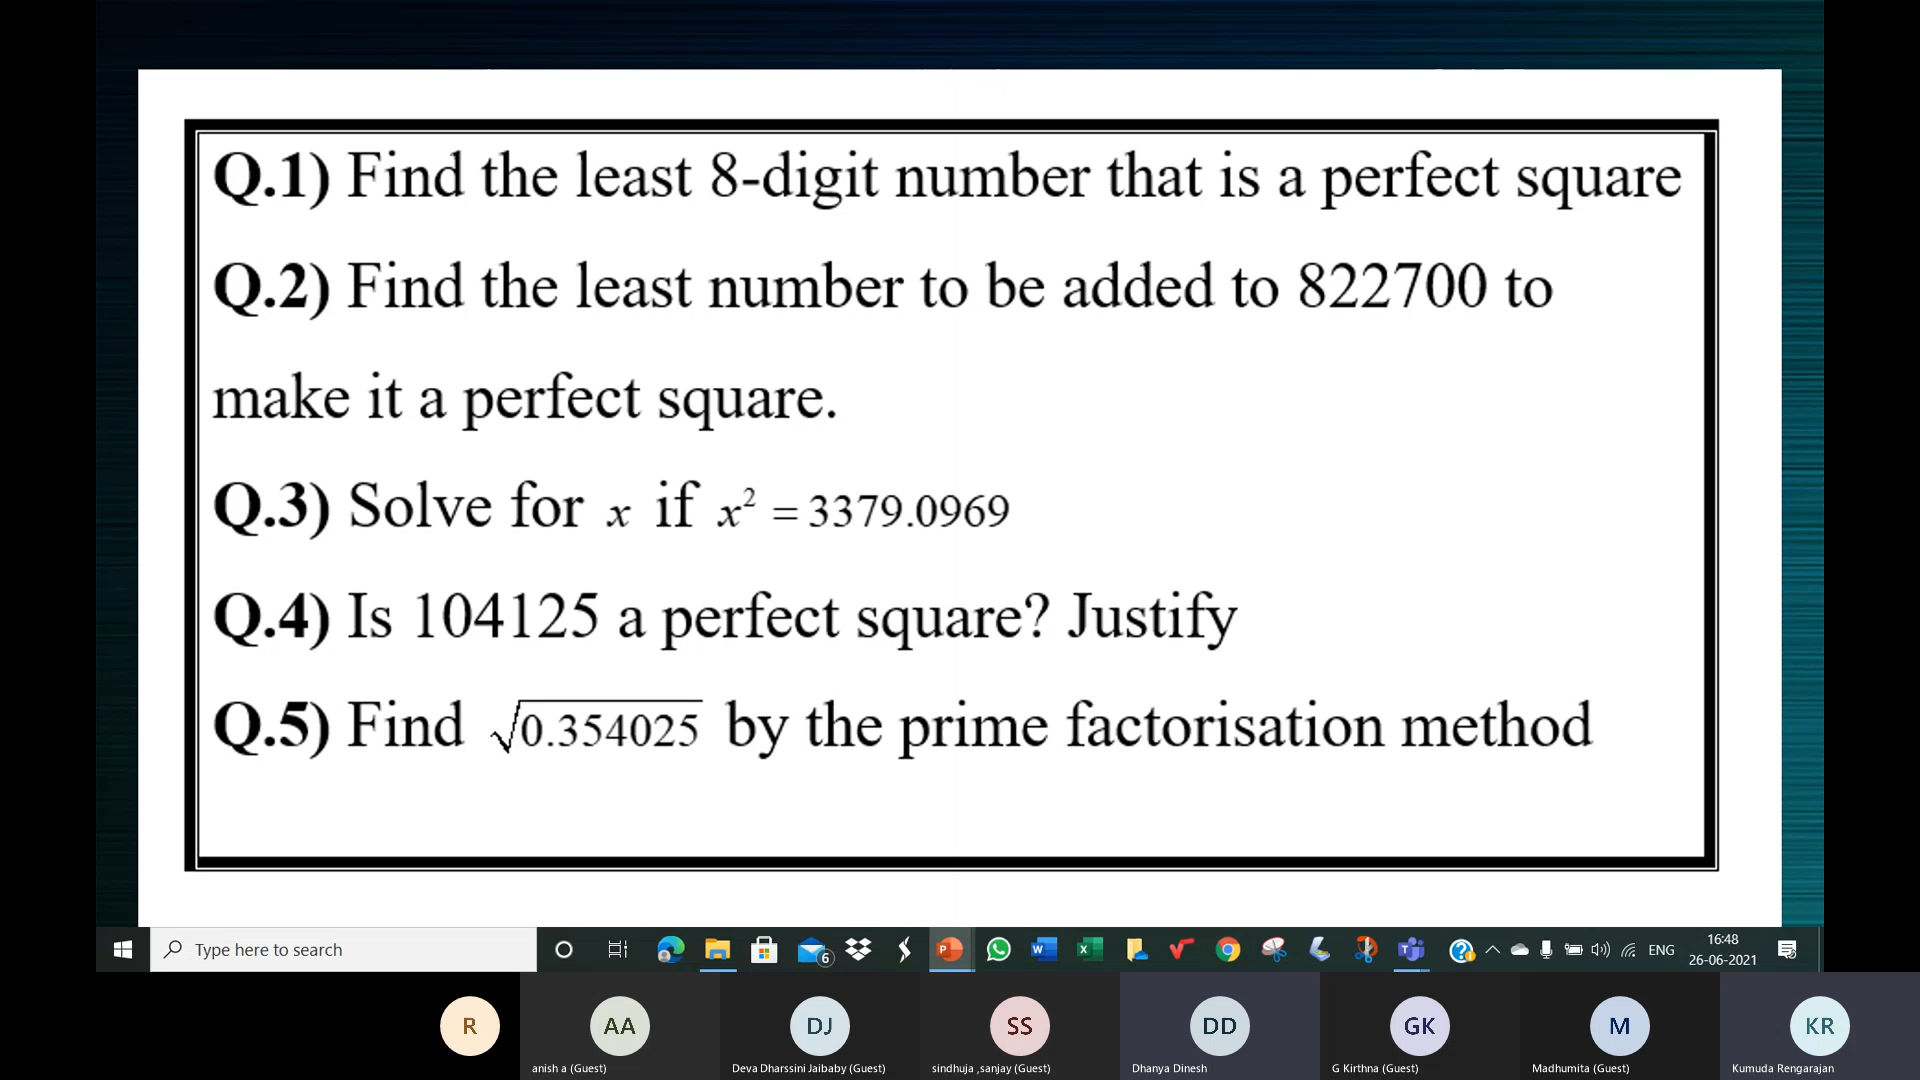 Q.1) Find the least 8-digit number that is a perfect square
Q.2) Find the least number to be added to 822700 to
make it a perfect square.
Q.3) Solve for x if x² = 3379.0969
Q.4) Is 104125 a perfect square? Justify
Q.5) Find √0.354025 by the prime factorisation method
Type here to search
6
ENG
16:48
26-06-2021
R
AA
DJ
SS
DD
GK
M
KR
anish a (Guest)
Deva Dharssini Jaibaby (Guest)
sindhuja ,sanjay (Guest)
Dhanya Dinesh
G Kirthna (Guest)
Madhumita (Guest)
Kumuda Rengarajan